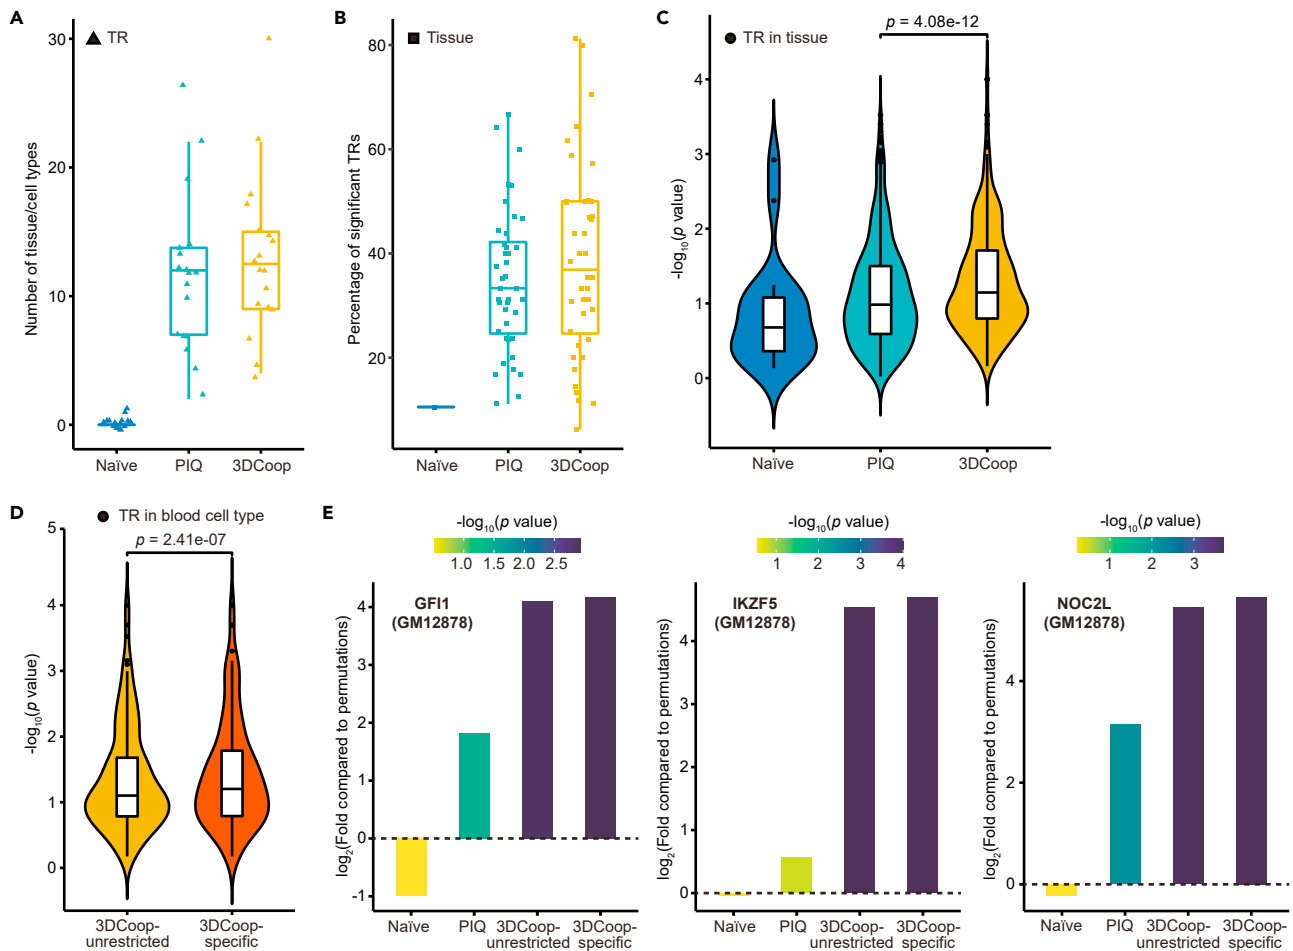 A
TR
Number of tissue/cell types
30
20
10
0
Naïve
PIQ
3DCoop
B
Tissue
Percentage of significant TRs
80
60
40
20
Naïve
PIQ
3DCoop
C
TR in tissue
p = 4.08e-12
-log10(p value)
4
3
2
1
0
Naïve
PIQ
3DCoop
D
TR in blood cell type
p = 2.41e-07
-log10(p value)
5
4
3
2
1
0
3DCoop-
unrestricted
3DCoop-
specific
E
-log10(p value)
1.0 1.5 2.0 2.5
GFI1
(GM12878)
log2(Fold compared to permutations)
4
3
2
1
0
-1
Naïve
PIQ
3DCoop-
unrestricted
3DCoop-
specific
-log10(p value)
1 2 3 4
IKZF5
(GM12878)
log2(Fold compared to permutations)
4
3
4
2
4
1
0
Naïve
PIQ
3DCoop-
unrestricted
3DCoop-
specific
-log10(p value)
1 2 3
NOC2L
(GM12878)
log2(Fold compared to permutations)
4
2
0
Naïve
PIQ
3DCoop-
unrestricted
3DCoop-
specific